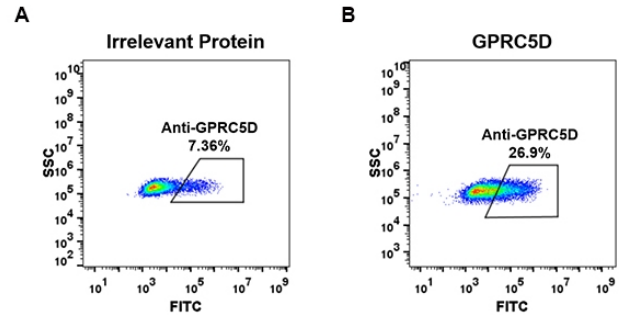 A
B
Irrelevant Protein
GPRC5D
Anti-GPRC5D
7.36%
SSC
10^10
10^9
10^8
10^7
10^6
10^5
10^4
10^3
10^2
10^1 10^3 10^5 10^7 10^9
FITC
Anti-GPRC5D
26.9%
SSC
10^10
10^9
10^8
10^7
10^6
10^5
10^4
10^3
10^1 10^3 10^5 10^7 10^9
FITC